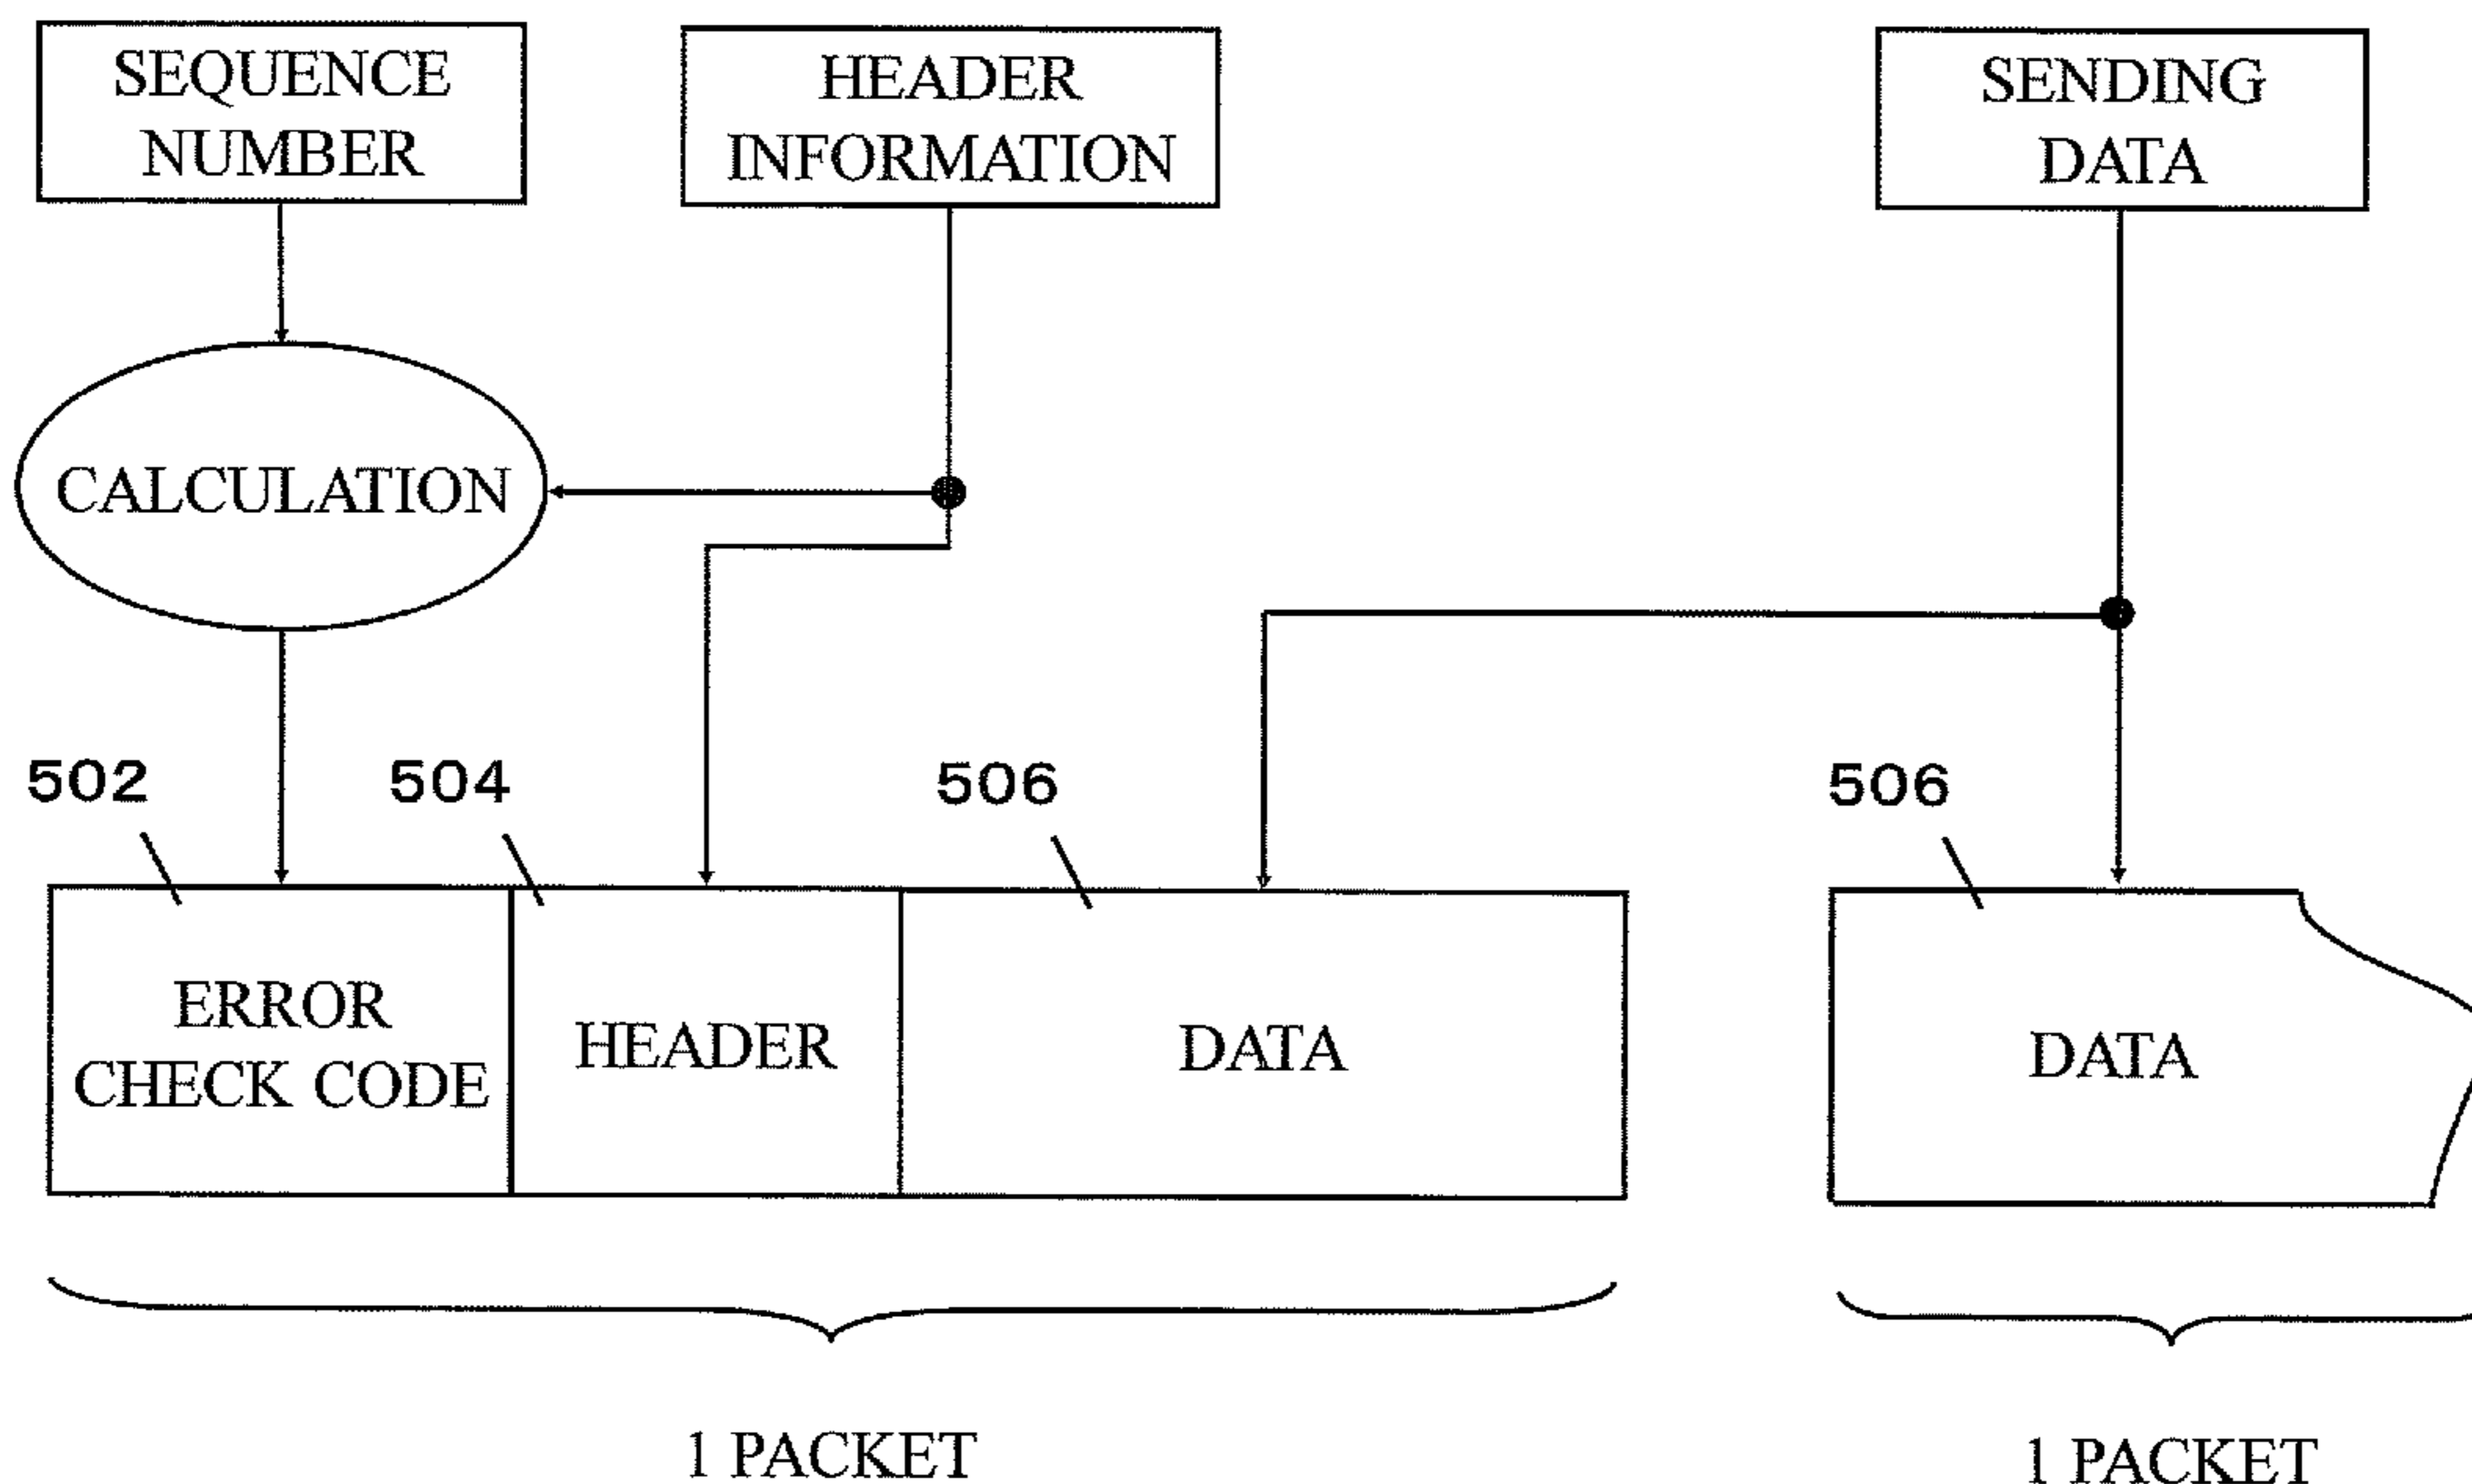 SEQUENCE
NUMBER
HEADER
INFORMATION
SENDING
DATA
CALCULATION
502
504
506
506
ERROR
CHECK CODE
HEADER
DATA
DATA
1 PACKET
1 PACKET